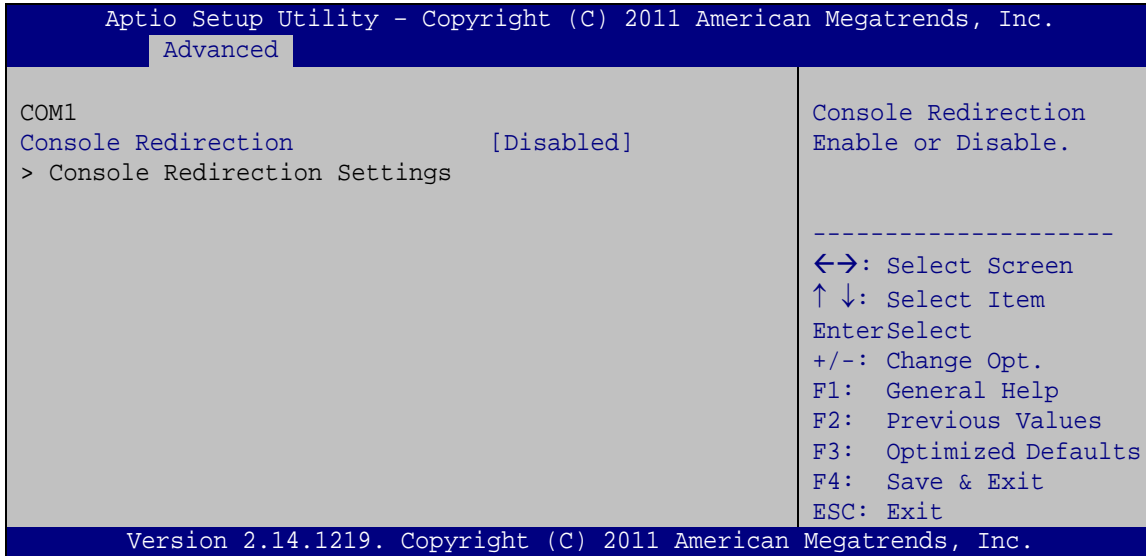 Aptio Setup Utility – Copyright (C) 2011 American Megatrends, Inc.
Advanced
COM1
Console Redirection [Disabled]
> Console Redirection Settings
Console Redirection
Enable or Disable.
---------------------
←→: Select Screen
↑ ↓: Select Item
EnterSelect
+/-: Change Opt.
F1: General Help
F2: Previous Values
F3: Optimized Defaults
F4: Save & Exit
ESC: Exit
Version 2.14.1219. Copyright (C) 2011 American Megatrends, Inc.